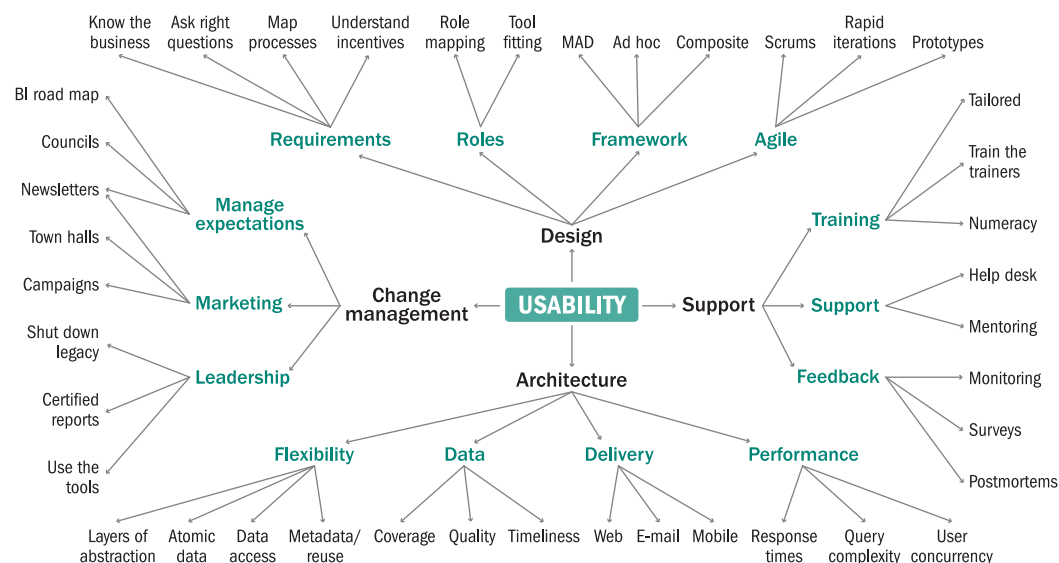 Know the
business
Ask right
questions
Map
processes
Understand
incentives
Role
mapping
Tool
fitting
MAD
Ad hoc
Composite
Scrums
Rapid
iterations
Prototypes
BI road map
Councils
Newsletters
Town halls
Campaigns
Shut down
legacy
Certified
reports
Use the
tools
Requirements
Roles
Framework
Agile
Manage
expectations
Marketing
Leadership
Design
Change
management
USABILITY
Support
Architecture
Training
Support
Feedback
Tailored
Train the
trainers
Numeracy
Help desk
Mentoring
Monitoring
Surveys
Postmortems
Flexibility
Data
Delivery
Performance
Layers of
abstraction
Atomic
data
Data
access
Metadata/
reuse
Coverage
Quality
Timeliness
Web
E-mail
Mobile
Response
times
Query
complexity
User
concurrency